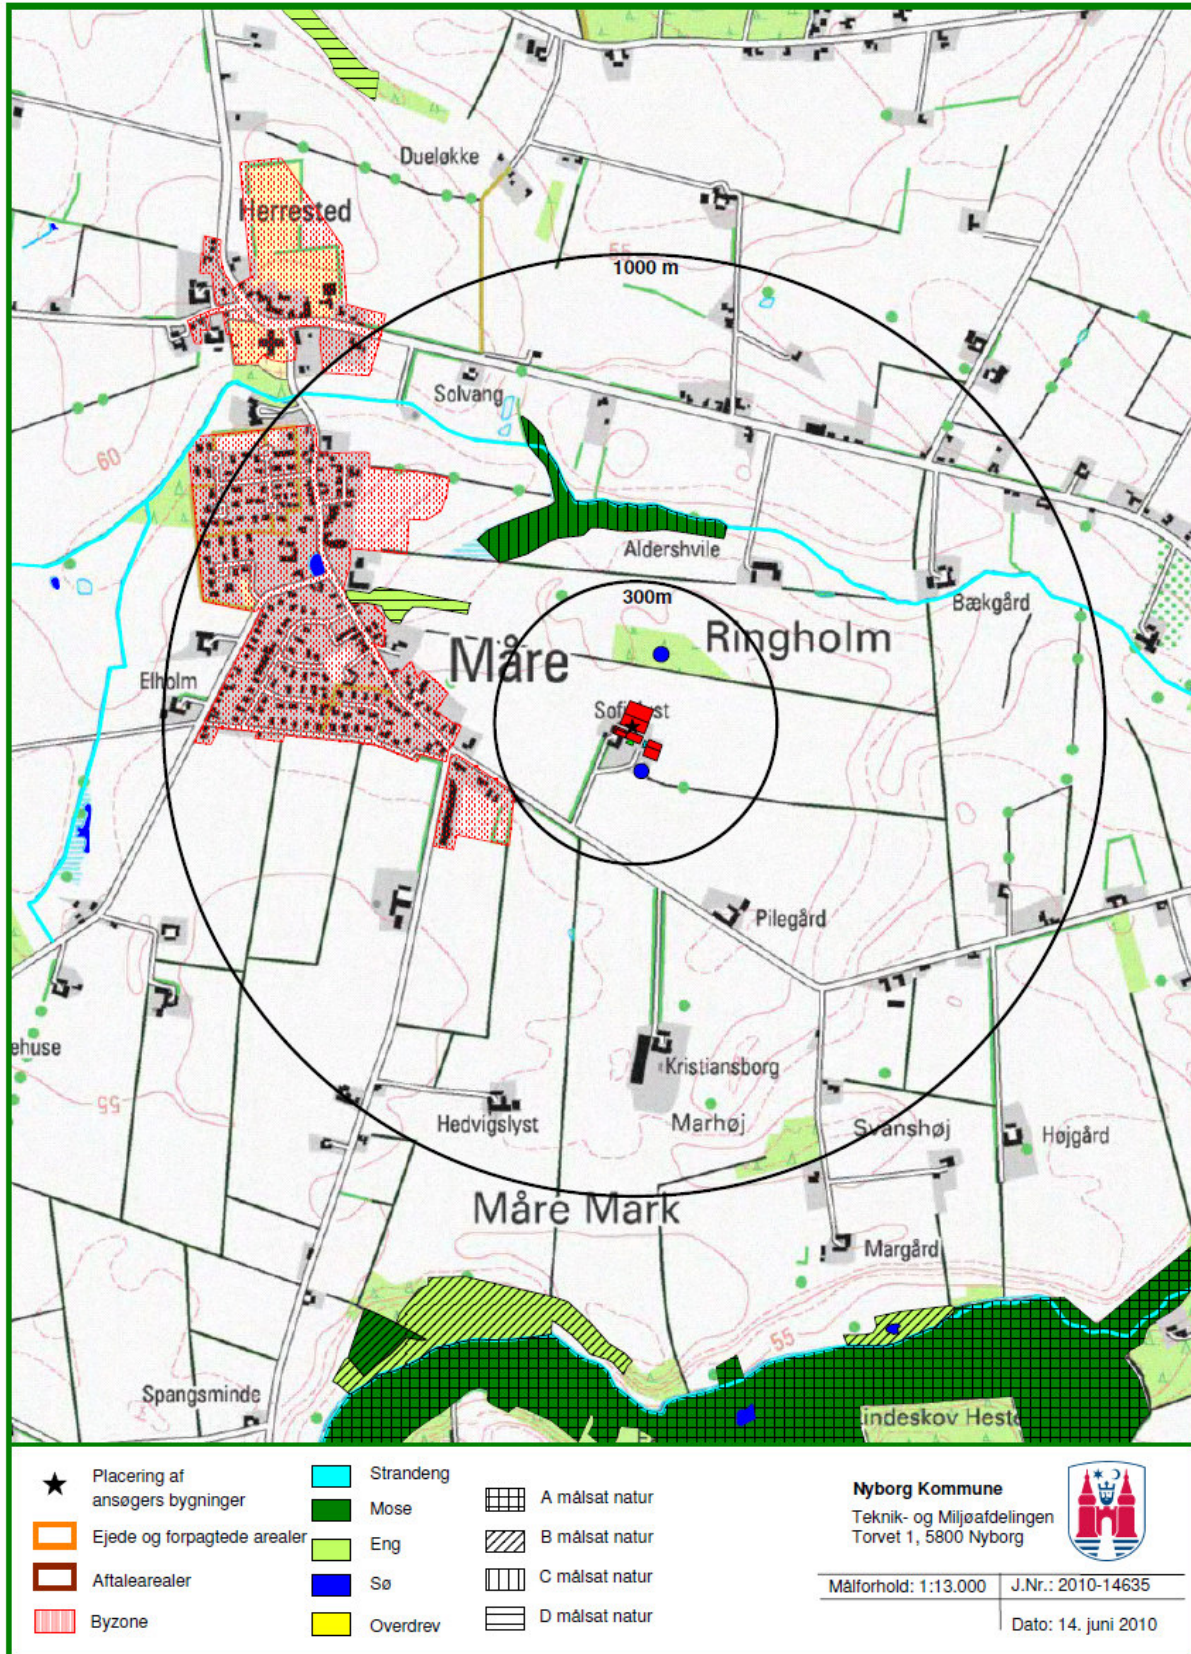 Dueløkke
Herrested
55
1000 m
Solvang
60
Aldershvile
300m
Bækgård
Måre
Ringholm
Elholm
Pilegård
ehuse
Kristiansborg
55
Hedvigslyst
Marhøj
Svanshøj
Højgård
Måre Mark
Margård
55
Spangsminde
indeskov Heste
Placering af
ansøgers bygninger
Ejede og forpagtede arealer
Aftalearealer
Byzone
Strandeng
Mose
Eng
Sø
Overdrev
A målsat natur
B målsat natur
C målsat natur
D målsat natur
Nyborg Kommune
Teknik- og Miljøafdelingen
Torvet 1, 5800 Nyborg
Målforhold: 1:13.000
J.Nr.: 2010-14635
Dato: 14. juni 2010